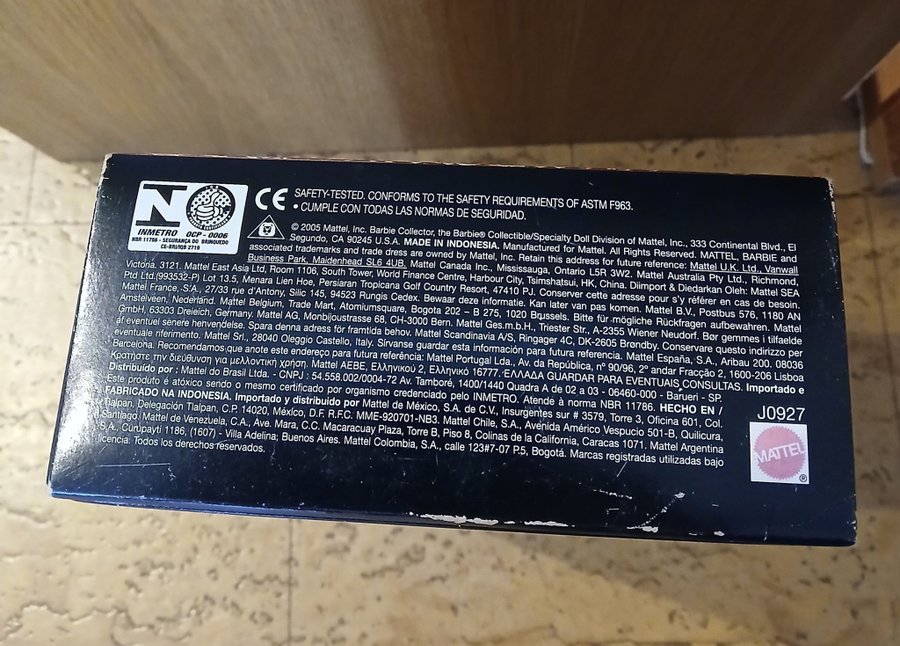 N
INMETRO OCP - 0006
NBR 11786 - SEGURANÇA DO BRINQUEDO
CE-BRI/IQB 2718
CE SAFETY-TESTED. CONFORMS TO THE SAFETY REQUIREMENTS OF ASTM F963.
• CUMPLE CON TODAS LAS NORMAS DE SEGURIDAD.
© 2005 Mattel, Inc. Barbie Collector, the Barbie® Collectible/Specialty Doll Division of Mattel, Inc., 333 Continental Blvd., El
Segundo, CA 90245 U.S.A. MADE IN INDONESIA. Manufactured for Mattel. All Rights Reserved. MATTEL, BARBIE and
associated trademarks and trade dress are owned by Mattel, Inc. Retain this address for future reference: Mattel U.K. Ltd., Vanwall
Business Park, Maidenhead SL6 4UB. Mattel Canada Inc., Mississauga, Ontario L5R 3W2. Mattel Australia Pty Ltd., Richmond,
Victoria. 3121. Mattel East Asia Ltd, Room 1106, South Tower, World Finance Centre, Harbour City, Tsimshatsui, HK, China. Diimport & Diedarkan Oleh: Mattel SEA
Ptd Ltd.(993532-P) Lot 13.5, Menara Lien Hoe, Persiaran Tropicana Golf Country Resort, 47410 PJ. Conserver cette adresse pour s'y référer en cas de besoin.
Mattel France, S.A., 27/33 rue d'Antony, Silic 145, 94523 Rungis Cedex. Bewaar deze informatie. Kan later van pas komen. Mattel B.V., Postbus 576, 1180 AN
Amstelveen, Nederland. Mattel Belgium, Trade Mart, Atomiumsquare, Bogota 202 – B 275, 1020 Brussels. Bitte für mögliche Rückfragen aufbewahren. Mattel
GmbH, 63303 Dreieich, Germany. Mattel AG, Monbijoustrasse 68, CH-3000 Bern. Mattel Ges.m.b.H., Triester Str., A-2355 Wiener Neudorf. Bør gemmes i tilfælde
af eventuel senere henvendelse. Spara denna adress för framtida behov. Mattel Scandinavia A/S, Ringager 4C, DK-2605 Brøndby. Conservare questo indirizzo per
eventuale riferimento. Mattel Srl., 28040 Oleggio Castello, Italy. Sírvanse guardar esta información para futura referencia. Mattel España, S.A., Aribau 200. 08036
Barcelona. Recomendamos que anote este endereço para futura referência: Mattel Portugal Ltda., Av. da República, nº 90/96, 2º andar Fracção 2, 1600-206 Lisboa
Κρατήστε την διεύθυνση για μελλοντική χρήση. Mattel AEBE, Ελληνικού 2, Ελληνικό 16777. ΕΛΛΑΔΑ GUARDAR PARA EVENTUAIS CONSULTAS. Importado e
Distribuído por : Mattel do Brasil Ltda. - CNPJ : 54.558.002/0004-72 Av. Tamboré, 1400/1440 Quadra A de 02 a 03 - 06460-000 - Barueri - SP.
Este produto é atóxico sendo o mesmo certificado por organismo credenciado pelo INMETRO. Atende à norma NBR 11786. HECHO EN /
FABRICADO NA INDONESIA. Importado y distribuido por Mattel de México, S.A. de C.V., Insurgentes sur # 3579, Torre 3, Oficina 601, Col.
Tlalpan, Delegación Tlalpan, C.P. 14020, México, D.F. R.F.C. MME-920701-NB3. Mattel Chile, S.A., Avenida Américo Vespucio 501-B, Quilicura,
Santiago. Mattel de Venezuela, C.A., Ave. Mara, C.C. Macaracuay Plaza, Torre B, Piso 8, Colinas de la California, Caracas 1071. Mattel Argentina
S.A., Curupaytí 1186, (1607) - Villa Adelina; Buenos Aires. Mattel Colombia, S.A., calle 123#7-07 P.5, Bogotá. Marcas registradas utilizadas bajo
licencia. Todos los derechos reservados.
J0927
MATTEL
®